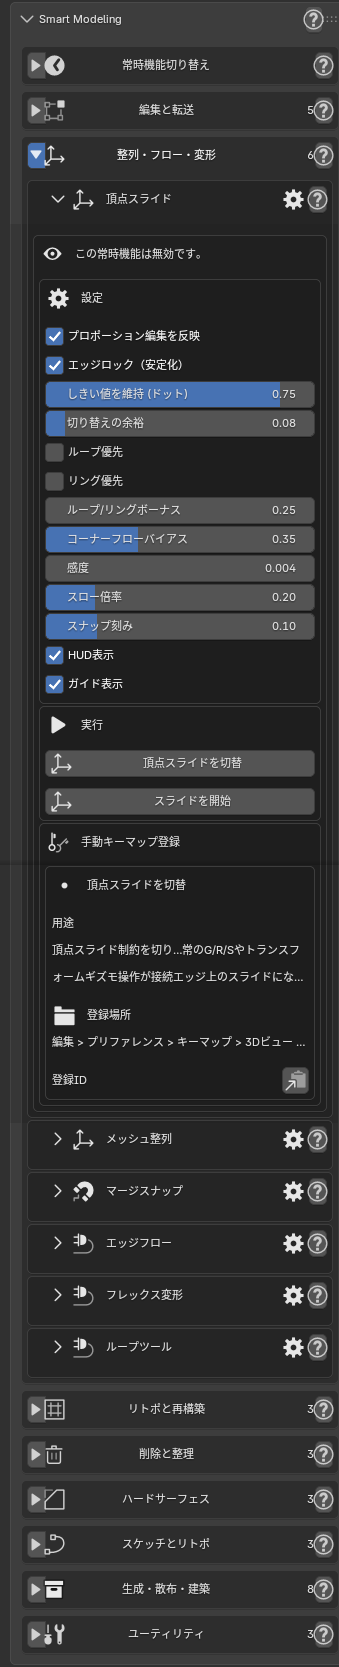 Smart Modeling
常時機能切り替え
編集と転送 5
整列・フロー・変形 6
頂点スライド
この常時機能は無効です。
設定
プロポーション編集を反映
エッジロック（安定化）
しきい値を維持 (ドット) 0.75
切り替えの余裕 0.08
ループ優先
リング優先
ループ/リングボーナス 0.25
コーナーフローバイアス 0.35
感度 0.004
スロー倍率 0.20
スナップ刻み 0.10
HUD表示
ガイド表示
実行
頂点スライドを切替
スライドを開始
手動キーマップ登録
頂点スライドを切替
用途
頂点スライド制約を切り...常のG/R/Sやトランスフ
ォームギズモ操作が接続エッジ上のスライドにな...
登録場所
編集 > プリファレンス > キーマップ > 3Dビュー ...
登録ID
メッシュ整列
マージスナップ
エッジフロー
フレックス変形
ループツール
リトポと再構築 3
削除と整理 3
ハードサーフェス 3
スケッチとリトポ 3
生成・散布・建築 8
ユーティリティ 3